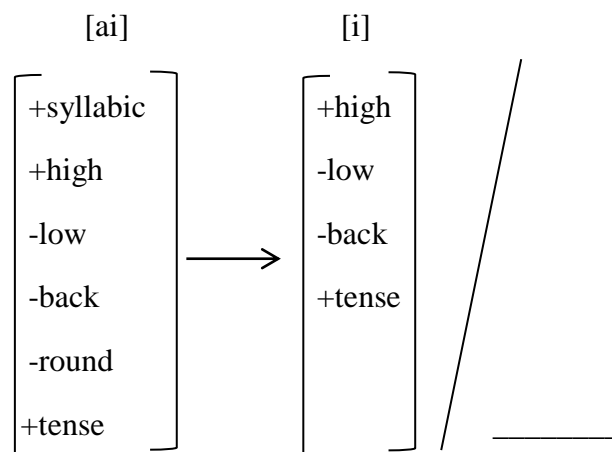 [ai] [i]
+syllabic +high
+high -low
-low -back
-back +tense
-round
+tense